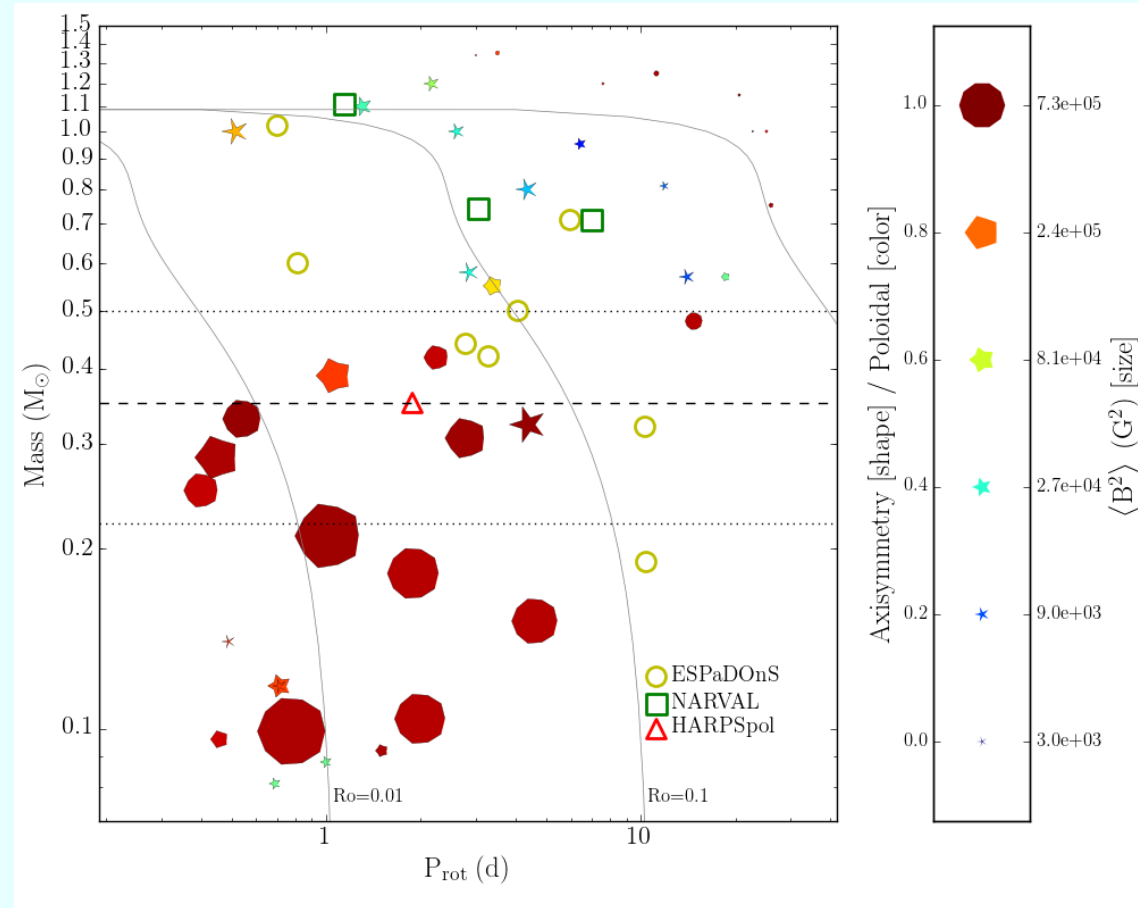 1.5
1.4
1.3
1.2
1.1
1.0
0.9
0.8
0.7
0.6
0.5
0.4
0.3
0.2
0.1
Mass (M⊙)
ESPaDOnS
NARVAL
HARPSpol
Ro=0.01
Ro=0.1
1
10
P_rot (d)
Axisymmetry [shape] / Poloidal [color]
1.0
0.8
0.6
0.4
0.2
0.0
7.3e+05
2.4e+05
8.1e+04
2.7e+04
9.0e+03
3.0e+03
⟨B²⟩ (G²) [size]